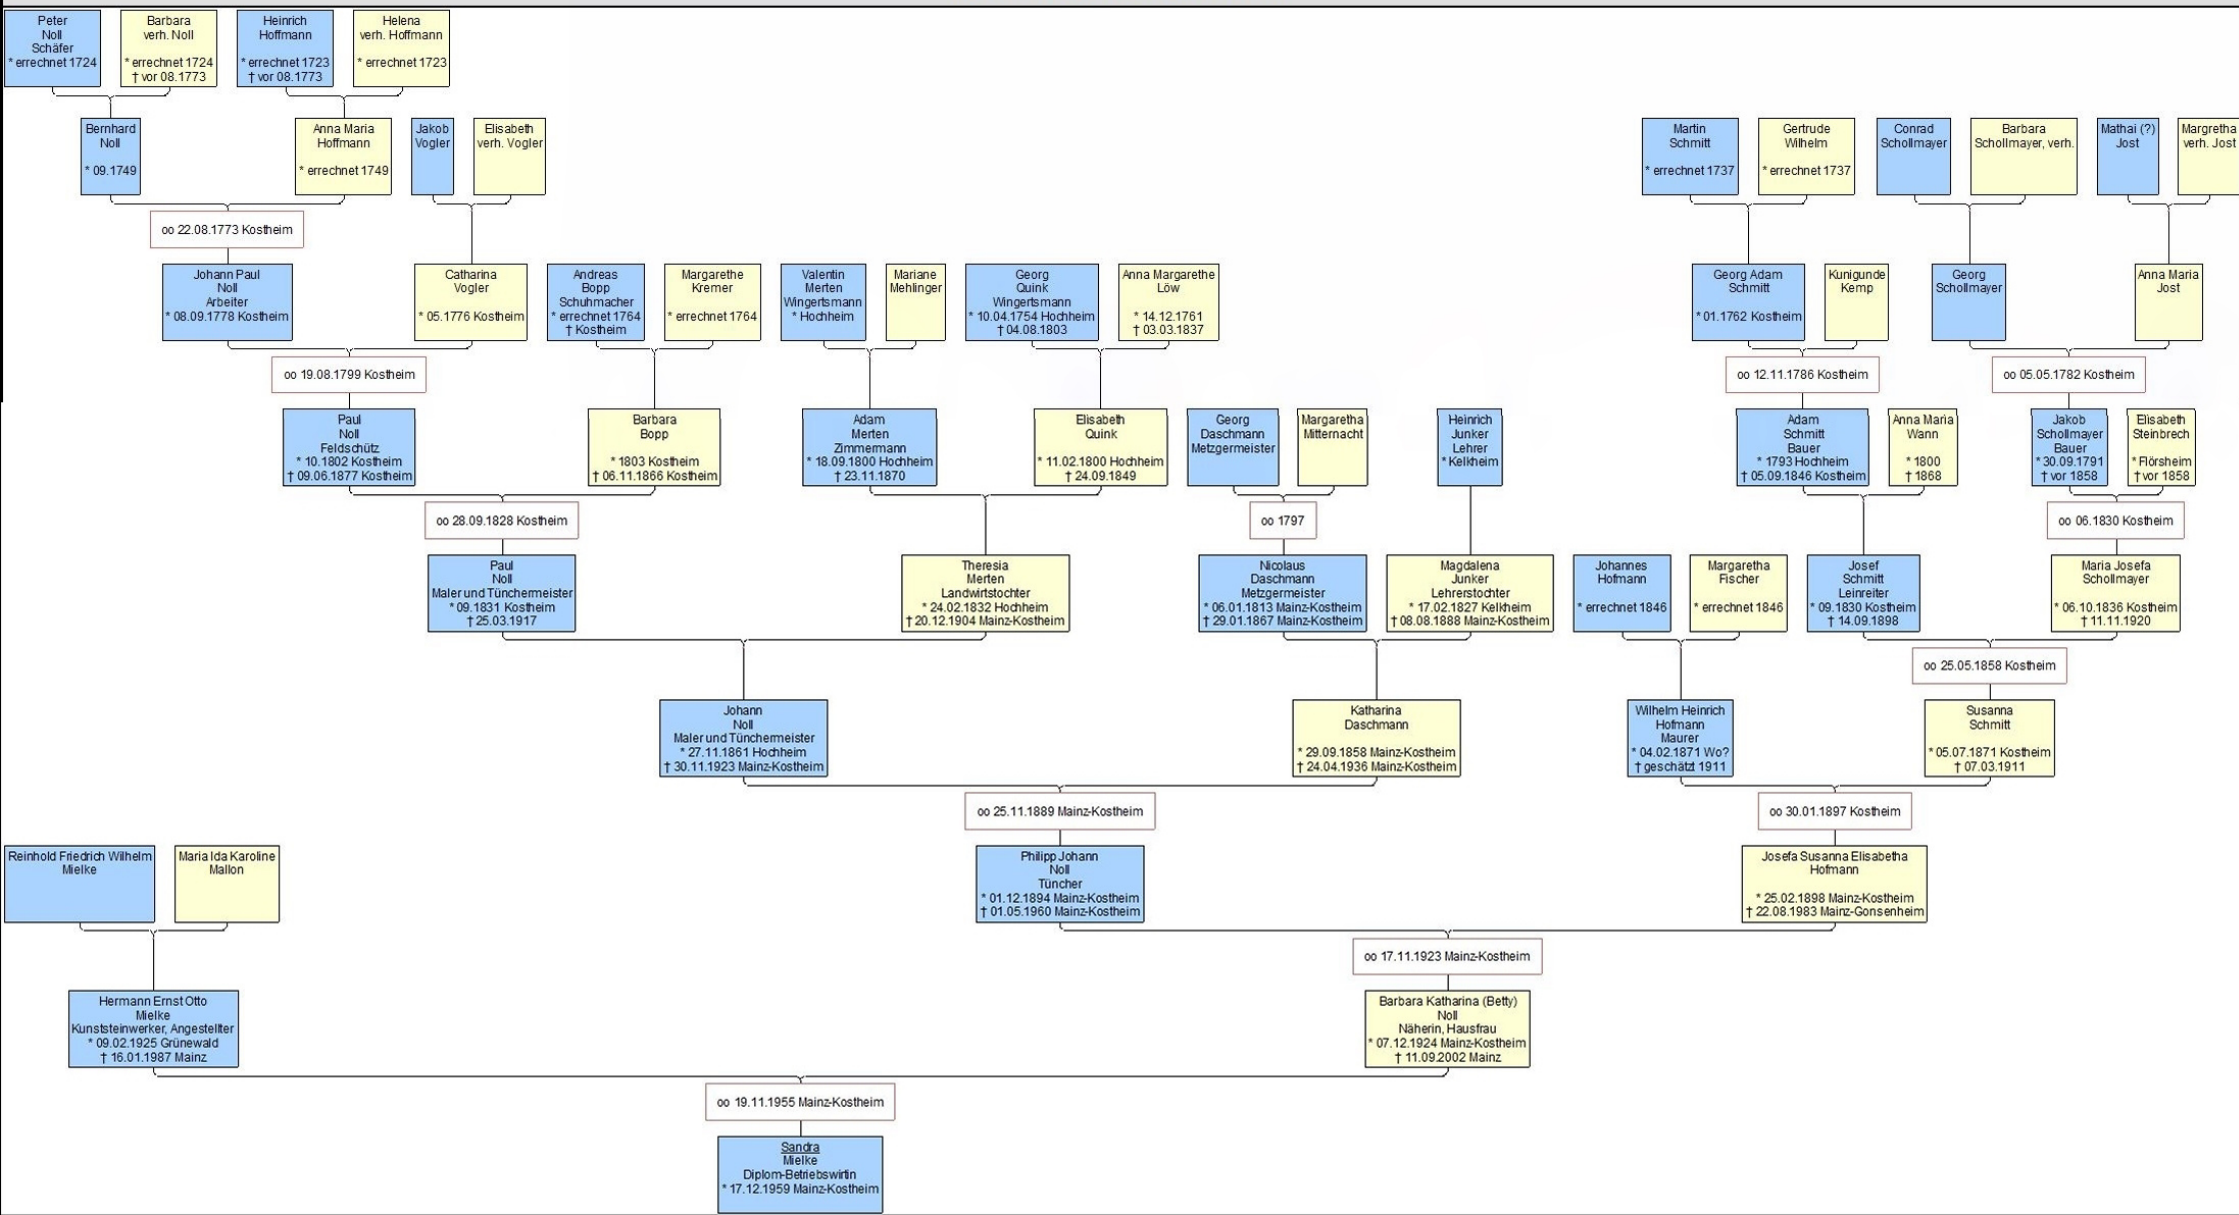 Peter
Noll
Schäfer
* errechnet 1724
Barbara
verh. Noll
* errechnet 1724
† vor 08.1773
Heinrich
Hoffmann
* errechnet 1723
† vor 08.1773
Helena
verh. Hoffmann
* errechnet 1723
Bernhard
Noll
* 09.1749
Anna Maria
Hoffmann
* errechnet 1749
Jakob
Vogler
Elisabeth
verh. Vogler
Martin
Schmitt
* errechnet 1737
Gertrude
Wilhelm
* errechnet 1737
Conrad
Schollmayer
Barbara
Schollmayer, verh.
Mathai (?)
Jost
Margretha
verh. Jost
oo 22.08.1773 Kostheim
Johann Paul
Noll
Arbeiter
* 08.09.1778 Kostheim
Catharina
Vogler
* 05.1776 Kostheim
Andreas
Bopp
Schuhmacher
* errechnet 1764
† Kostheim
Margarethe
Kremer
* errechnet 1764
Valentin
Merten
Wingertsmann
* Hochheim
Mariane
Mehlinger
Georg
Quink
Wingertsmann
* 10.04.1754 Hochheim
† 04.08.1803
Anna Margarethe
Löw
* 14.12.1761
† 03.03.1837
Georg Adam
Schmitt
* 01.1762 Kostheim
Kunigunde
Kemp
Georg
Schollmayer
Anna Maria
Jost
oo 19.08.1799 Kostheim
oo 12.11.1786 Kostheim
oo 05.05.1782 Kostheim
Paul
Noll
Feldschütz
* 10.1802 Kostheim
† 09.06.1877 Kostheim
Barbara
Bopp
* 1803 Kostheim
† 06.11.1866 Kostheim
Adam
Merten
Zimmermann
* 18.09.1800 Hochheim
† 23.11.1870
Elisabeth
Quink
* 11.02.1800 Hochheim
† 24.09.1849
Georg
Daschmann
Metzgermeister
Margaretha
Mitternacht
Heinrich
Junker
Lehrer
* Kelkheim
Adam
Schmitt
Bauer
* 1793 Hochheim
† 05.09.1846 Kostheim
Anna Maria
Wann
* 1800
† 1868
Jakob
Schollmayer
Bauer
* 30.09.1791
† vor 1858
Elisabeth
Steinbrech
* Flörsheim
† vor 1858
oo 28.09.1828 Kostheim
oo 1797
oo 06.1830 Kostheim
Paul
Noll
Maler und Tünchermeister
* 09.1831 Kostheim
† 25.03.1917
Theresia
Merten
Landwirtstochter
* 24.02.1832 Hochheim
† 20.12.1904 Mainz-Kostheim
Nicolaus
Daschmann
Metzgermeister
* 06.01.1813 Mainz-Kostheim
† 29.01.1867 Mainz-Kostheim
Magdalena
Junker
Lehrerstochter
* 17.02.1827 Kelkheim
† 08.08.1888 Mainz-Kostheim
Johannes
Hofmann
* errechnet 1846
Margaretha
Fischer
* errechnet 1846
Josef
Schmitt
Leinreiter
* 09.1830 Kostheim
† 14.09.1898
Maria Josefa
Schollmayer
* 06.10.1836 Kostheim
† 11.11.1920
oo 25.05.1858 Kostheim
Johann
Noll
Maler und Tünchermeister
* 27.11.1861 Hochheim
† 30.11.1923 Mainz-Kostheim
Katharina
Daschmann
* 29.09.1858 Mainz-Kostheim
† 24.04.1936 Mainz-Kostheim
Wilhelm Heinrich
Hofmann
Maurer
* 04.02.1871 Wo?
† geschätzt 1911
Susanna
Schmitt
* 05.07.1871 Kostheim
† 07.03.1911
oo 25.11.1889 Mainz-Kostheim
oo 30.01.1897 Kostheim
Reinhold Friedrich Wilhelm
Mielke
Maria Ida Karoline
Mallon
Philipp Johann
Noll
Tüncher
* 01.12.1894 Mainz-Kostheim
† 01.05.1960 Mainz-Kostheim
Josefa Susanna Elisabetha
Hofmann
* 25.02.1898 Mainz-Kostheim
† 22.08.1983 Mainz-Gonsenheim
oo 17.11.1923 Mainz-Kostheim
Hermann Ernst Otto
Mielke
Kunststeinwerker, Angestellter
* 09.02.1925 Grünewald
† 16.01.1987 Mainz
Barbara Katharina (Betty)
Noll
Näherin, Hausfrau
* 07.12.1924 Mainz-Kostheim
† 11.09.2002 Mainz
oo 19.11.1955 Mainz-Kostheim
Sandra
Mielke
Diplom-Betriebswirtin
* 17.12.1959 Mainz-Kostheim